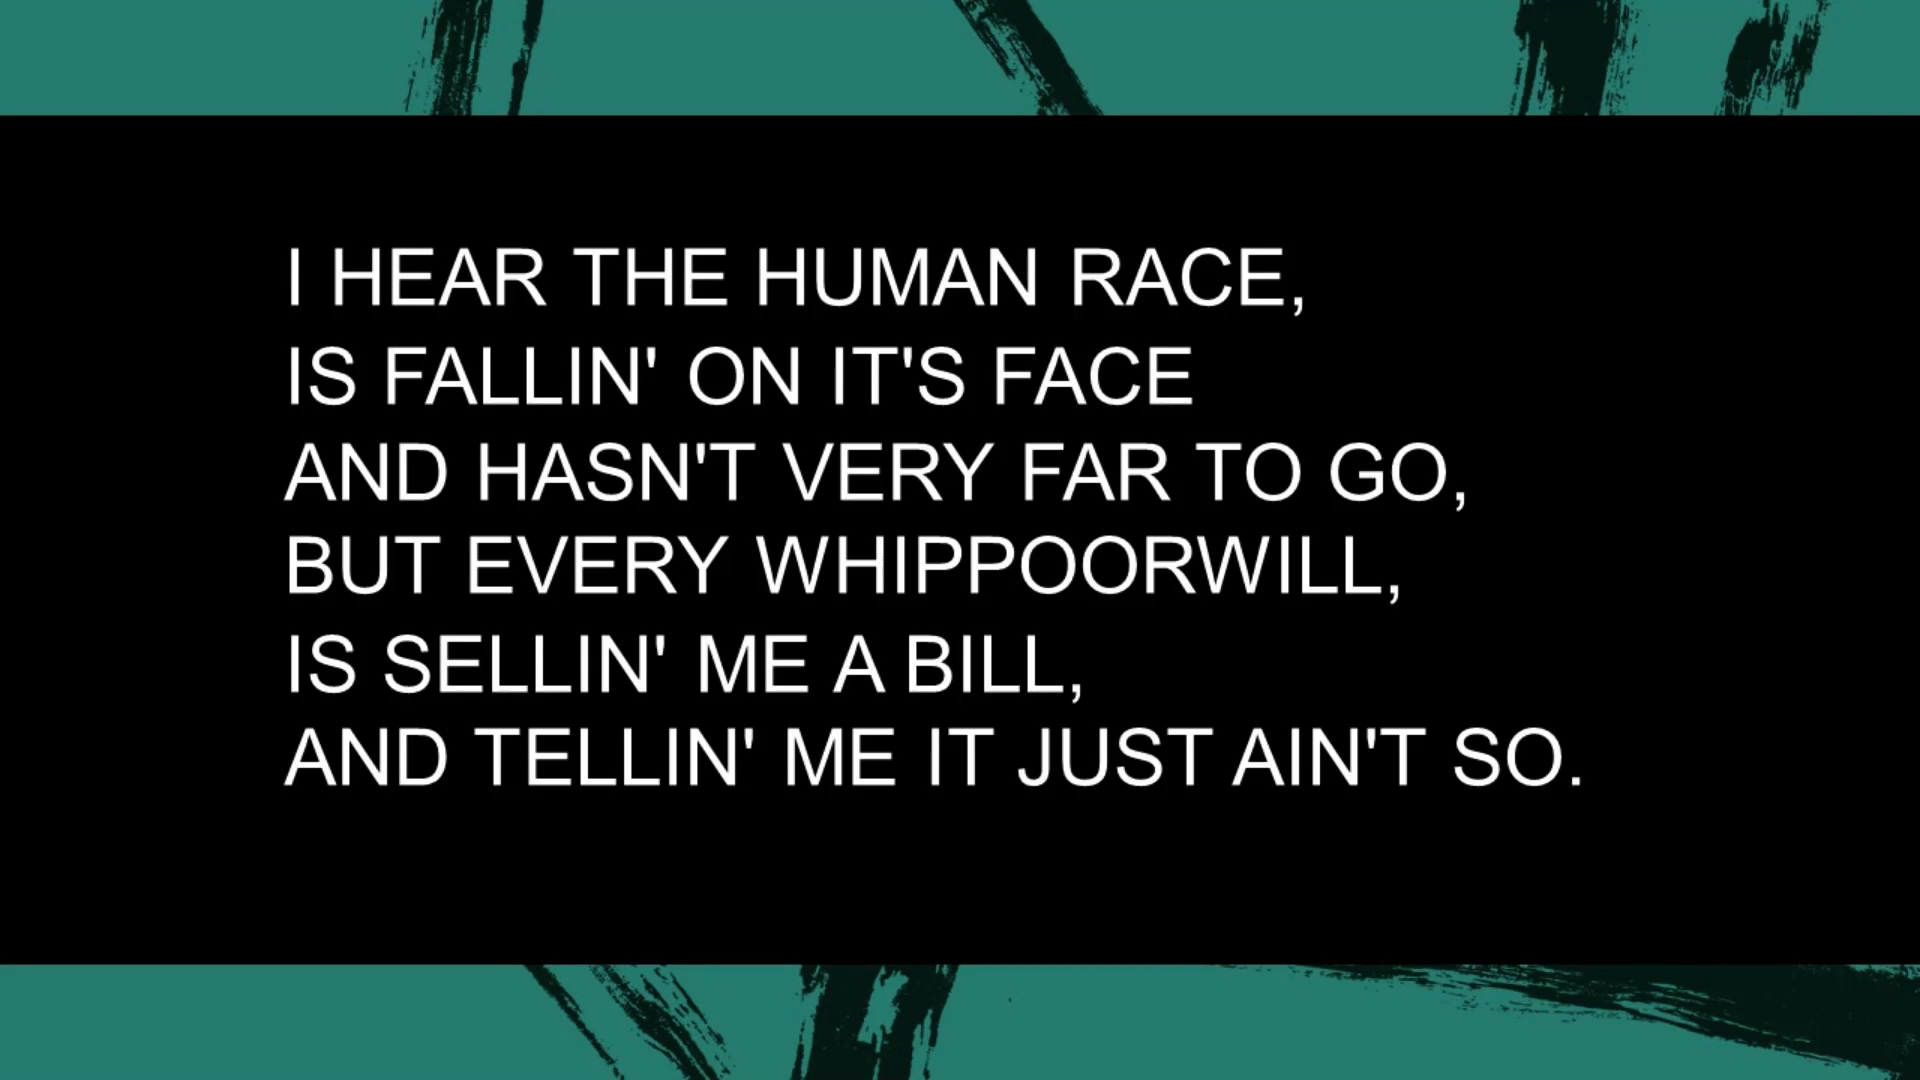 I HEAR THE HUMAN RACE,
IS FALLIN' ON IT'S FACE
AND HASN'T VERY FAR TO GO,
BUT EVERY WHIPPOORWILL,
IS SELLIN' ME A BILL,
AND TELLIN' ME IT JUST AIN'T SO.